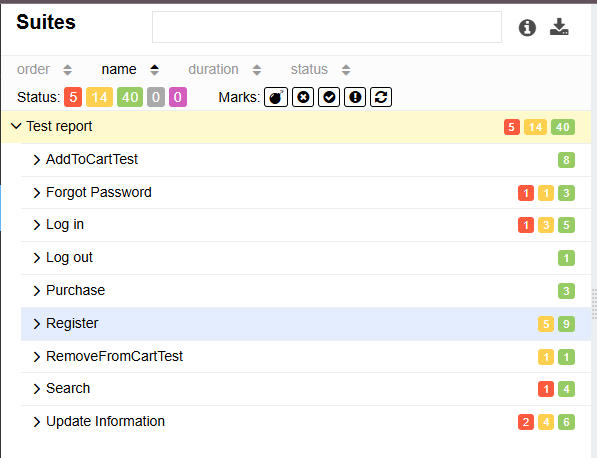 Suites
order name duration status
Status: 5 14 40 0 0 Marks:
Test report 5 14 40
AddToCartTest 8
Forgot Password 1 1 3
Log in 1 3 5
Log out 1
Purchase 3
Register 5 9
RemoveFromCartTest 1 1
Search 1 4
Update Information 2 4 6